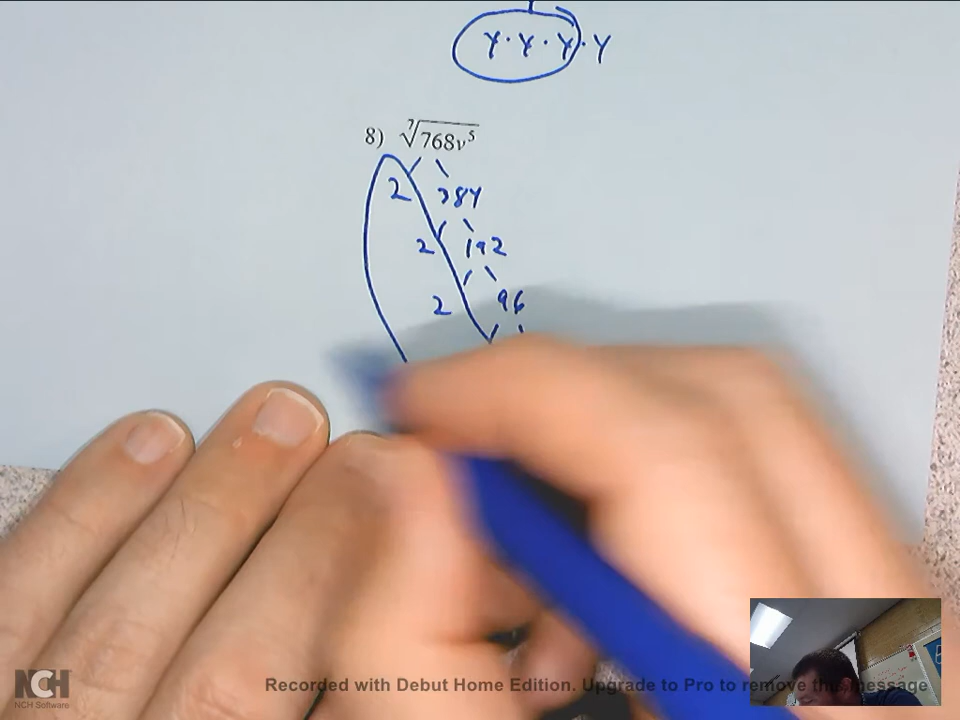 Y · Y · Y · Y
8) ⁷√768v⁵
2 384
2 192
2 96
NCH
NCH Software
Recorded with Debut Home Edition. Upgrade to Pro to remove this message